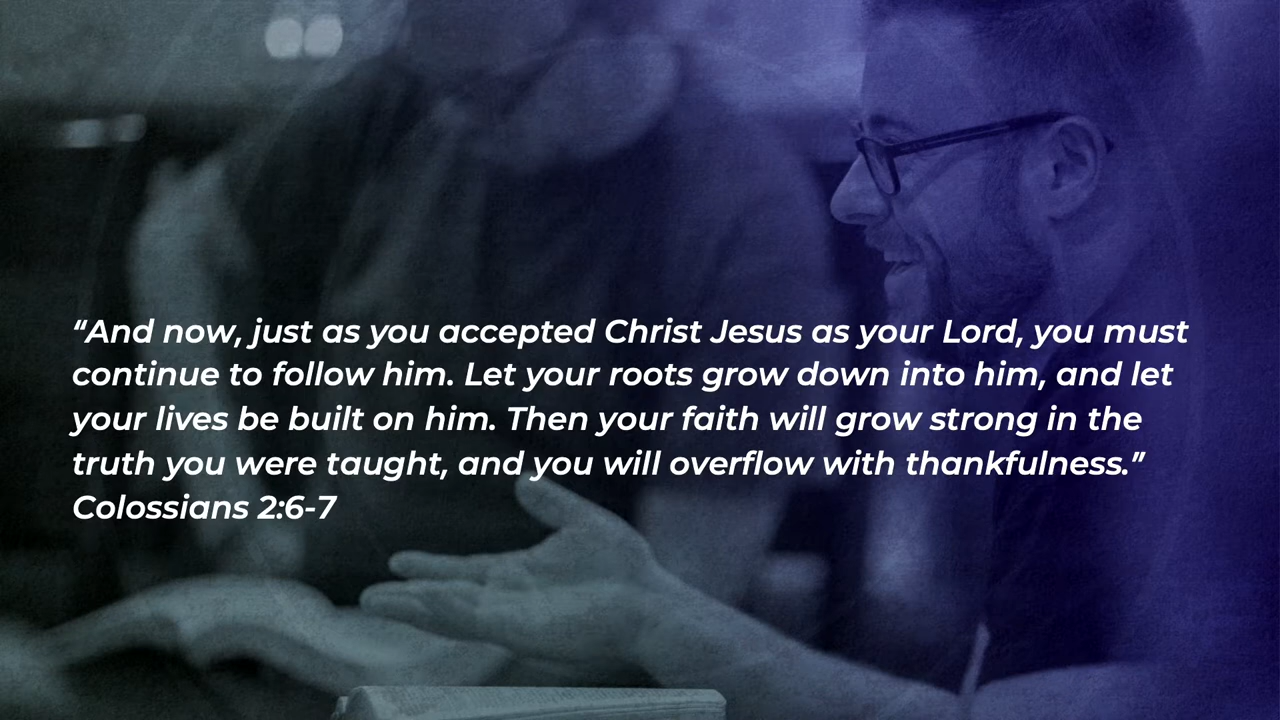 “And now, just as you accepted Christ Jesus as your Lord, you must
continue to follow him. Let your roots grow down into him, and let
your lives be built on him. Then your faith will grow strong in the
truth you were taught, and you will overflow with thankfulness.”
Colossians 2:6-7